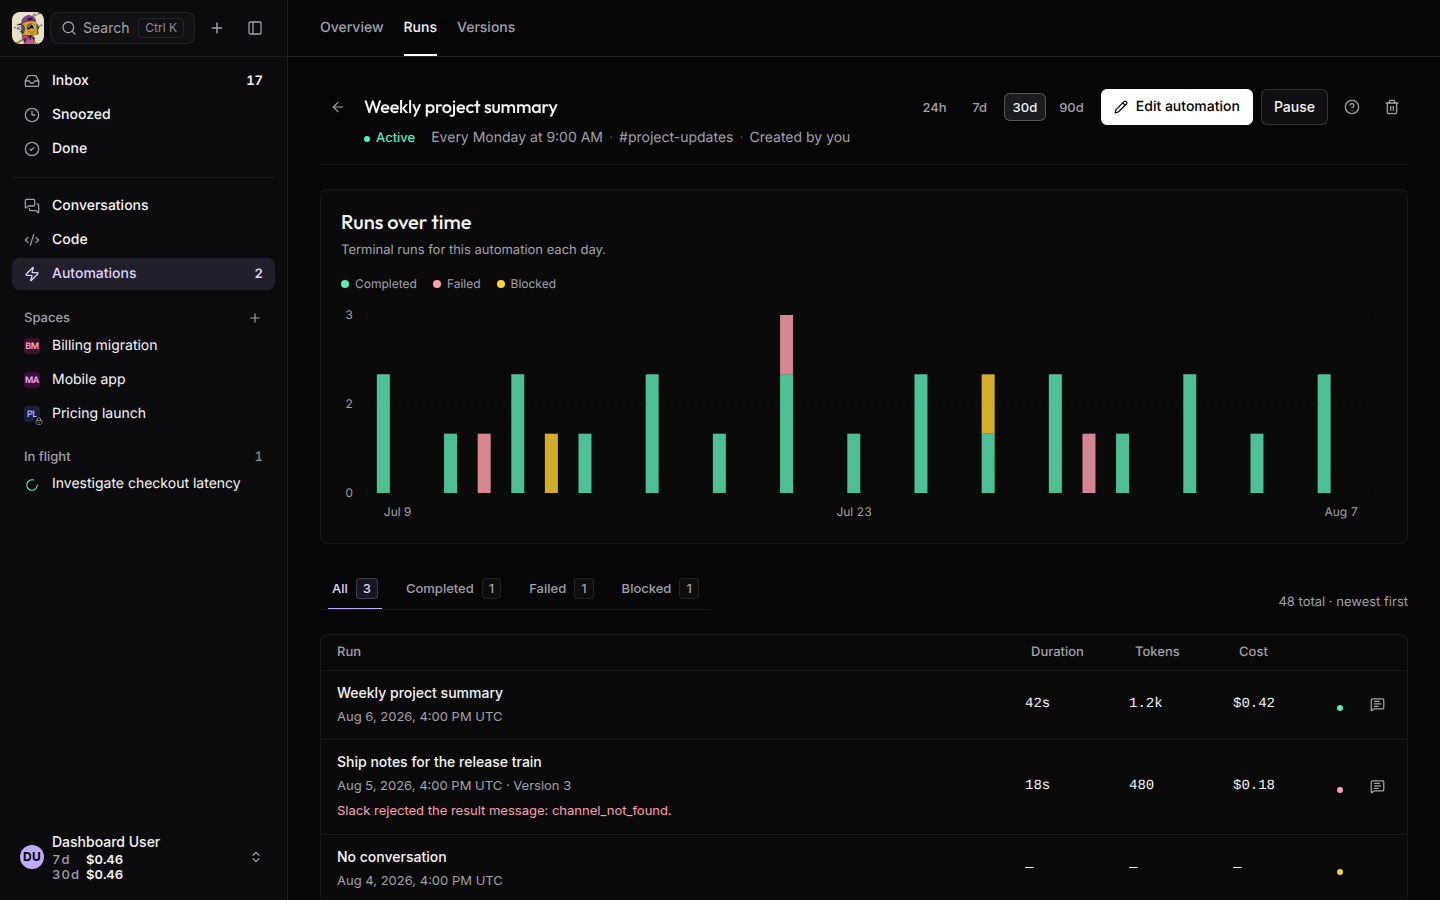 Search Ctrl K
Inbox 17
Snoozed
Done
Conversations
Code
Automations 2
Spaces
BM Billing migration
MA Mobile app
PL Pricing launch
In flight 1
Investigate checkout latency
DU Dashboard User
7d $0.46
30d $0.46
Overview Runs Versions
Weekly project summary
24h 7d 30d 90d Edit automation Pause
Active Every Monday at 9:00 AM · #project-updates · Created by you
Runs over time
Terminal runs for this automation each day.
Completed Failed Blocked
3
2
0
Jul 9 Jul 23 Aug 7
All 3 Completed 1 Failed 1 Blocked 1
48 total · newest first
Run Duration Tokens Cost
Weekly project summary
Aug 6, 2026, 4:00 PM UTC
42s 1.2k $0.42
Ship notes for the release train
Aug 5, 2026, 4:00 PM UTC · Version 3
18s 480 $0.18
Slack rejected the result message: channel_not_found.
No conversation
Aug 4, 2026, 4:00 PM UTC
– – –